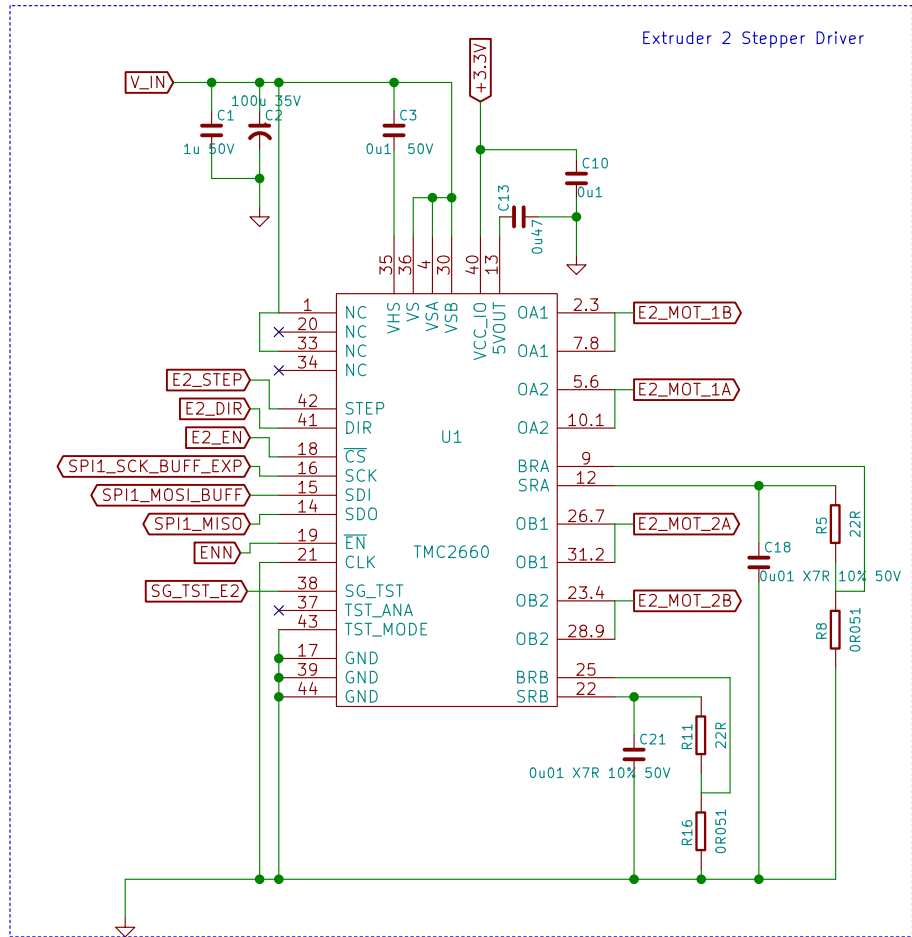 Extruder 2 Stepper Driver
+3.3V
V_IN
100u 35V
C1
C2
1u 50V
C3
0u1 50V
C10
0u1
C13
0u47
35
36
4
30
40
13
VHS
VS
VSA
VSB
VCC_IO
5VOUT
1 NC
20 NC
33 NC
34 NC
E2_STEP 42 STEP
E2_DIR 41 DIR
E2_EN 18 CS
SPI1_SCK_BUFF_EXP 16 SCK
SPI1_MOSI_BUFF 15 SDI
SPI1_MISO 14 SDO
ENN 19 EN
21 CLK
SG_TST_E2 38 SG_TST
37 TST_ANA
43 TST_MODE
17 GND
39 GND
44 GND
U1
TMC2660
OA1 2.3 E2_MOT_1B
OA1 7.8
OA2 5.6 E2_MOT_1A
OA2 10.1
BRA 9
SRA 12
OB1 26.7 E2_MOT_2A
OB1 31.2
OB2 23.4 E2_MOT_2B
OB2 28.9
BRB 25
SRB 22
R5
22R
C18
0u01 X7R 10% 50V
R8
0R051
R11
22R
C21
0u01 X7R 10% 50V
R16
0R051